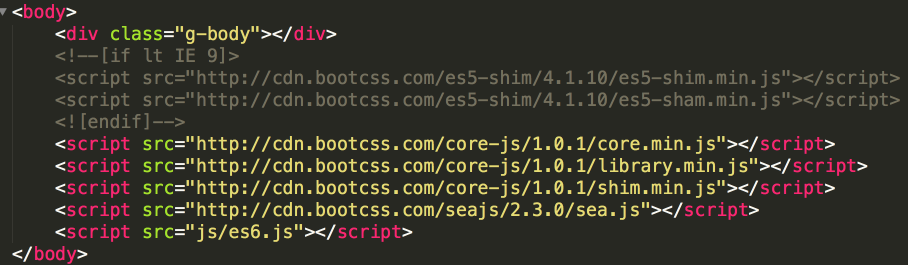 <body>
<div class="g-body"></div>
<!--[if lt IE 9]>
<script src="http://cdn.bootcss.com/es5-shim/4.1.10/es5-shim.min.js"></script>
<script src="http://cdn.bootcss.com/es5-shim/4.1.10/es5-sham.min.js"></script>
<![endif]-->
<script src="http://cdn.bootcss.com/core-js/1.0.1/core.min.js"></script>
<script src="http://cdn.bootcss.com/core-js/1.0.1/library.min.js"></script>
<script src="http://cdn.bootcss.com/core-js/1.0.1/shim.min.js"></script>
<script src="http://cdn.bootcss.com/seajs/2.3.0/sea.js"></script>
<script src="js/es6.js"></script>
</body>